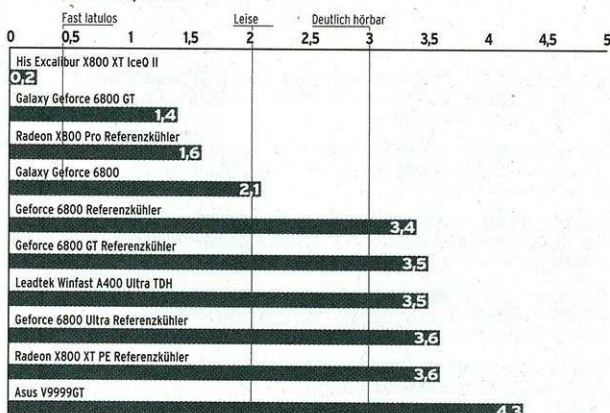 Fast latulos Leise Deutlich hörbar
0 0,5 1 1,5 2 2,5 3 3,5 4 4,5 5
His Excalibur X800 XT IceQ II
0,2
Galaxy Geforce 6800 GT
1,4
Radeon X800 Pro Referenzkühler
1,6
Galaxy Geforce 6800
2,1
Geforce 6800 Referenzkühler
3,4
Geforce 6800 GT Referenzkühler
3,5
Leadtek Winfast A400 Ultra TDH
3,5
Geforce 6800 Ultra Referenzkühler
3,6
Radeon X800 XT PE Referenzkühler
3,6
Asus V9999GT
4,3